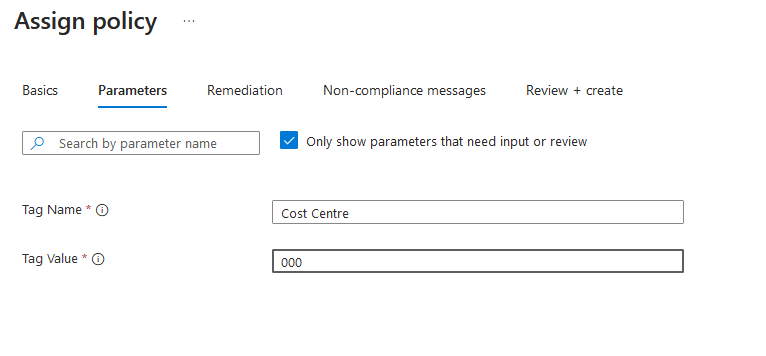 Assign policy ...
Basics Parameters Remediation Non-compliance messages Review + create
Search by parameter name Only show parameters that need input or review
Tag Name * Cost Centre
Tag Value * 000